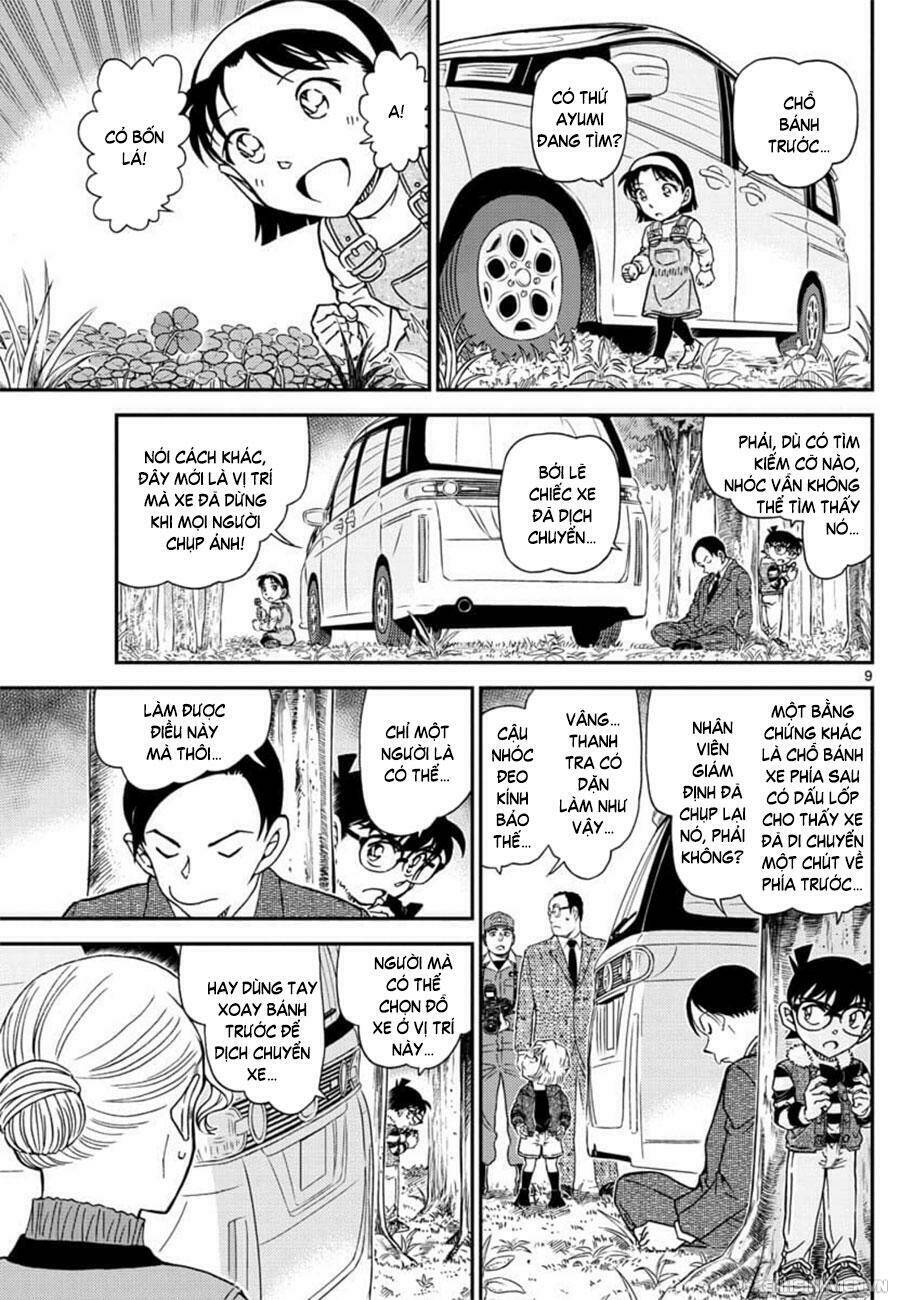 CHỖ
BÁNH
TRƯỚC...
CÓ THỨ
AYUMI
ĐANG TÌM?
A!
CÓ BỐN
LÁ!
PHẢI, DÙ CÓ TÌM
KIẾM CỠ NÀO,
NHÓC VẪN KHÔNG
THỂ TÌM THẤY
NÓ...
BỞI LẼ
CHIẾC XE
ĐÃ DỊCH
CHUYỂN...
NÓI CÁCH KHÁC,
ĐÂY MỚI LÀ VỊ TRÍ
MÀ XE ĐÃ DỪNG
KHI MỌI NGƯỜI
CHỤP ẢNH!
9
MỘT BẰNG
CHỨNG KHÁC
LÀ CHỖ BÁNH
XE PHÍA SAU
CÓ DẤU LỐP
CHO THẤY XE
ĐÃ DI CHUYỂN
MỘT CHÚT VỀ
PHÍA TRƯỚC...
NHÂN
VIÊN
GIÁM
ĐỊNH ĐÃ
CHỤP LẠI
NÓ, PHẢI
KHÔNG?
VÂNG...
THANH
TRA CÓ
DẶN
LÀM NHƯ
VẬY...
CẬU
NHÓC
ĐEO
KÍNH
BẢO
THẾ...
CHỈ MỘT
NGƯỜI LÀ
CÓ THỂ...
LÀM ĐƯỢC
ĐIỀU NÀY
MÀ THÔI...
NGƯỜI MÀ
CÓ THỂ
CHỌN ĐỖ
XE Ở VỊ TRÍ
NÀY...
HAY DÙNG TAY
XOAY BÁNH
TRƯỚC ĐỂ
DỊCH CHUYỂN
XE...